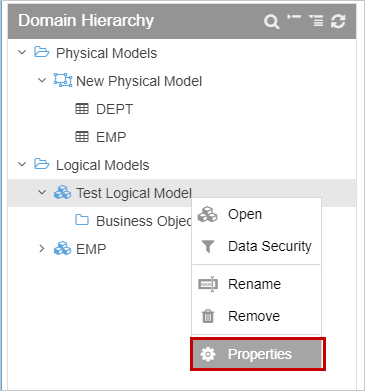 Domain Hierarchy
Physical Models
New Physical Model
DEPT
EMP
Logical Models
Test Logical Model
Business Objec
EMP
Open
Data Security
Rename
Remove
Properties